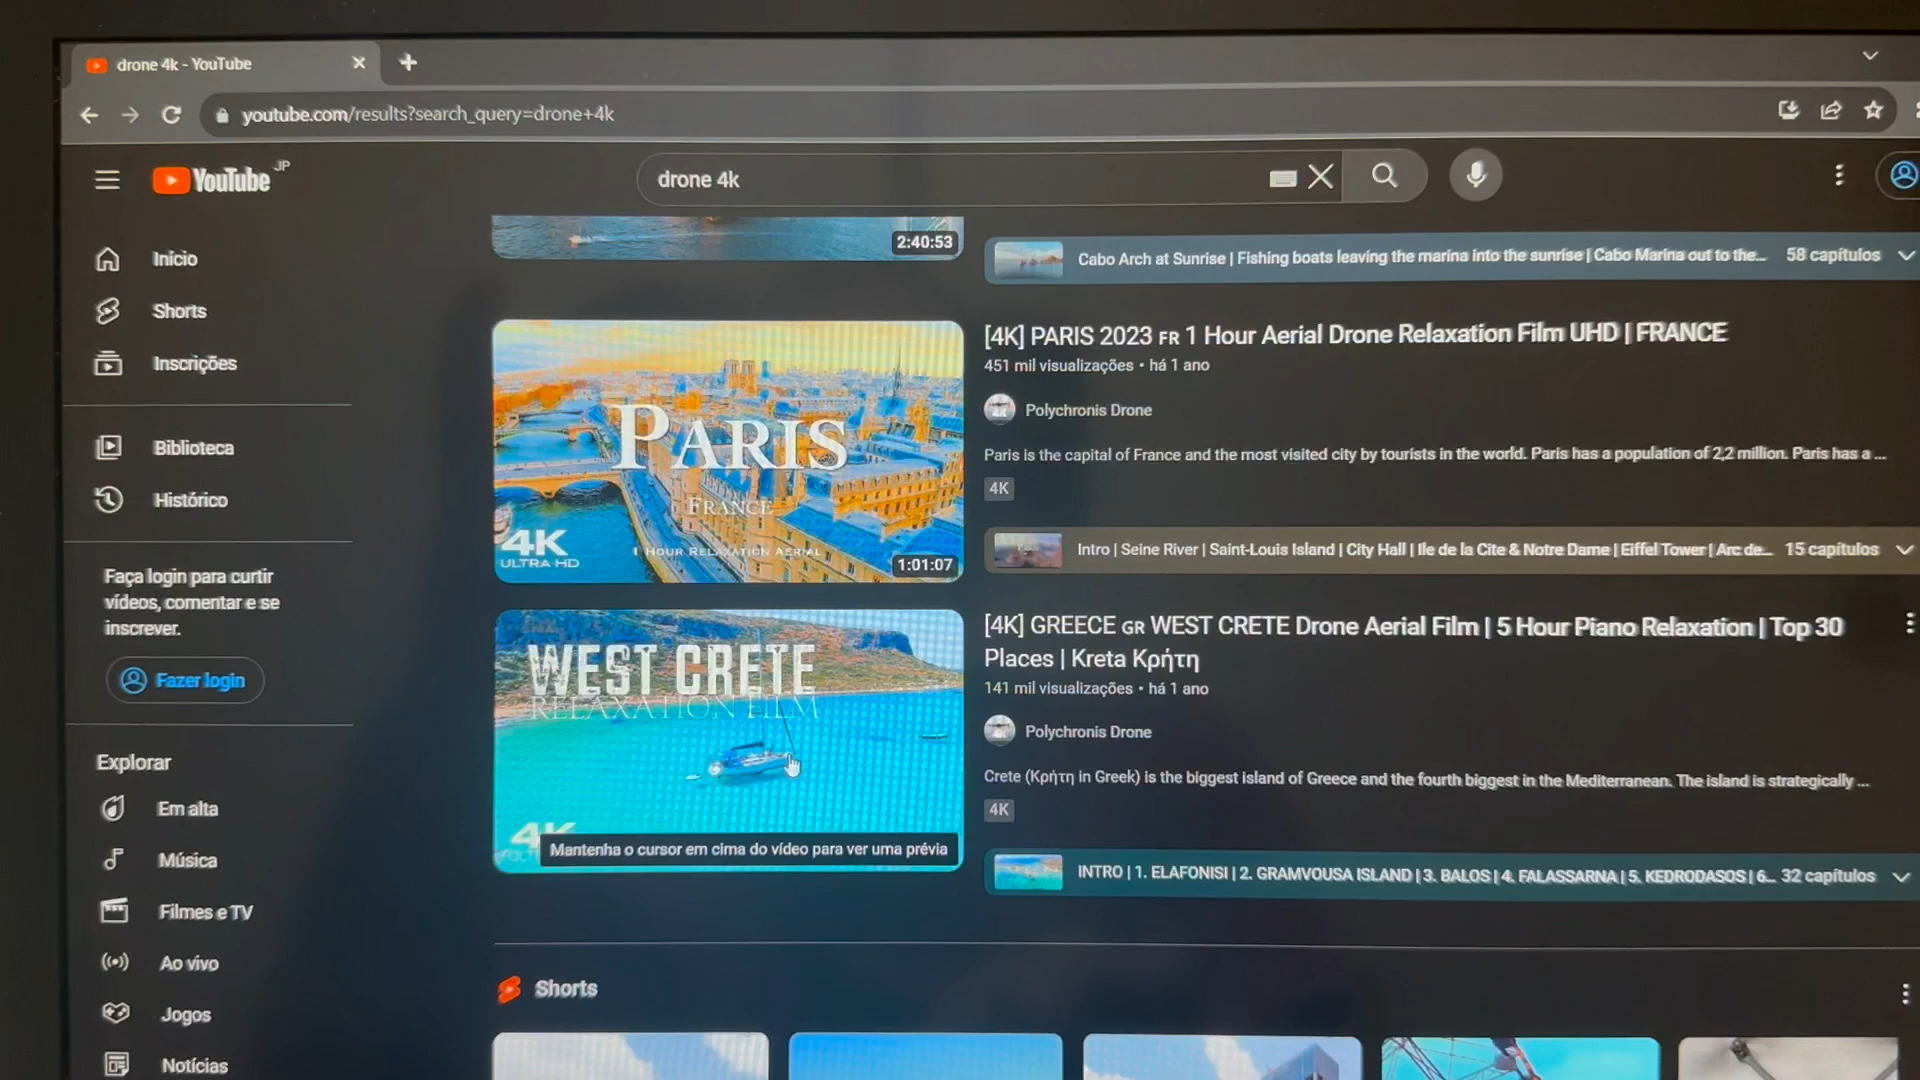 drone 4k - YouTube
youtube.com/results?search_query=drone+4k
YouTube JP
drone 4k
Início
Shorts
Inscrições
Biblioteca
Histórico
Faça login para curtir
vídeos, comentar e se
inscrever.
Fazer login
Explorar
Em alta
Música
Filmes e TV
Ao vivo
Jogos
Notícias
2:40:53
Cabo Arch at Sunrise | Fishing boats leaving the marina into the sunrise | Cabo Marina out to the... 58 capítulos
PARIS
FRANCE
4K
ULTRA HD
1 HOUR RELAXATION AERIAL
1:01:07
[4K] PARIS 2023 FR 1 Hour Aerial Drone Relaxation Film UHD | FRANCE
451 mil visualizações • há 1 ano
Polychronis Drone
Paris is the capital of France and the most visited city by tourists in the world. Paris has a population of 2,2 million. Paris has a ...
4K
Intro | Seine River | Saint-Louis Island | City Hall | Ile de la Cite & Notre Dame | Eiffel Tower | Arc de... 15 capítulos
WEST CRETE
RELAXATION FILM
4K
Mantenha o cursor em cima do vídeo para ver uma prévia
[4K] GREECE GR WEST CRETE Drone Aerial Film | 5 Hour Piano Relaxation | Top 30
Places | Kreta Κρήτη
141 mil visualizações • há 1 ano
Polychronis Drone
Crete (Κρήτη in Greek) is the biggest island of Greece and the fourth biggest in the Mediterranean. The island is strategically ...
4K
INTRO | 1. ELAFONISI | 2. GRAMVOUSA ISLAND | 3. BALOS | 4. FALASSARNA | 5. KEDRODASOS | 6... 32 capítulos
Shorts